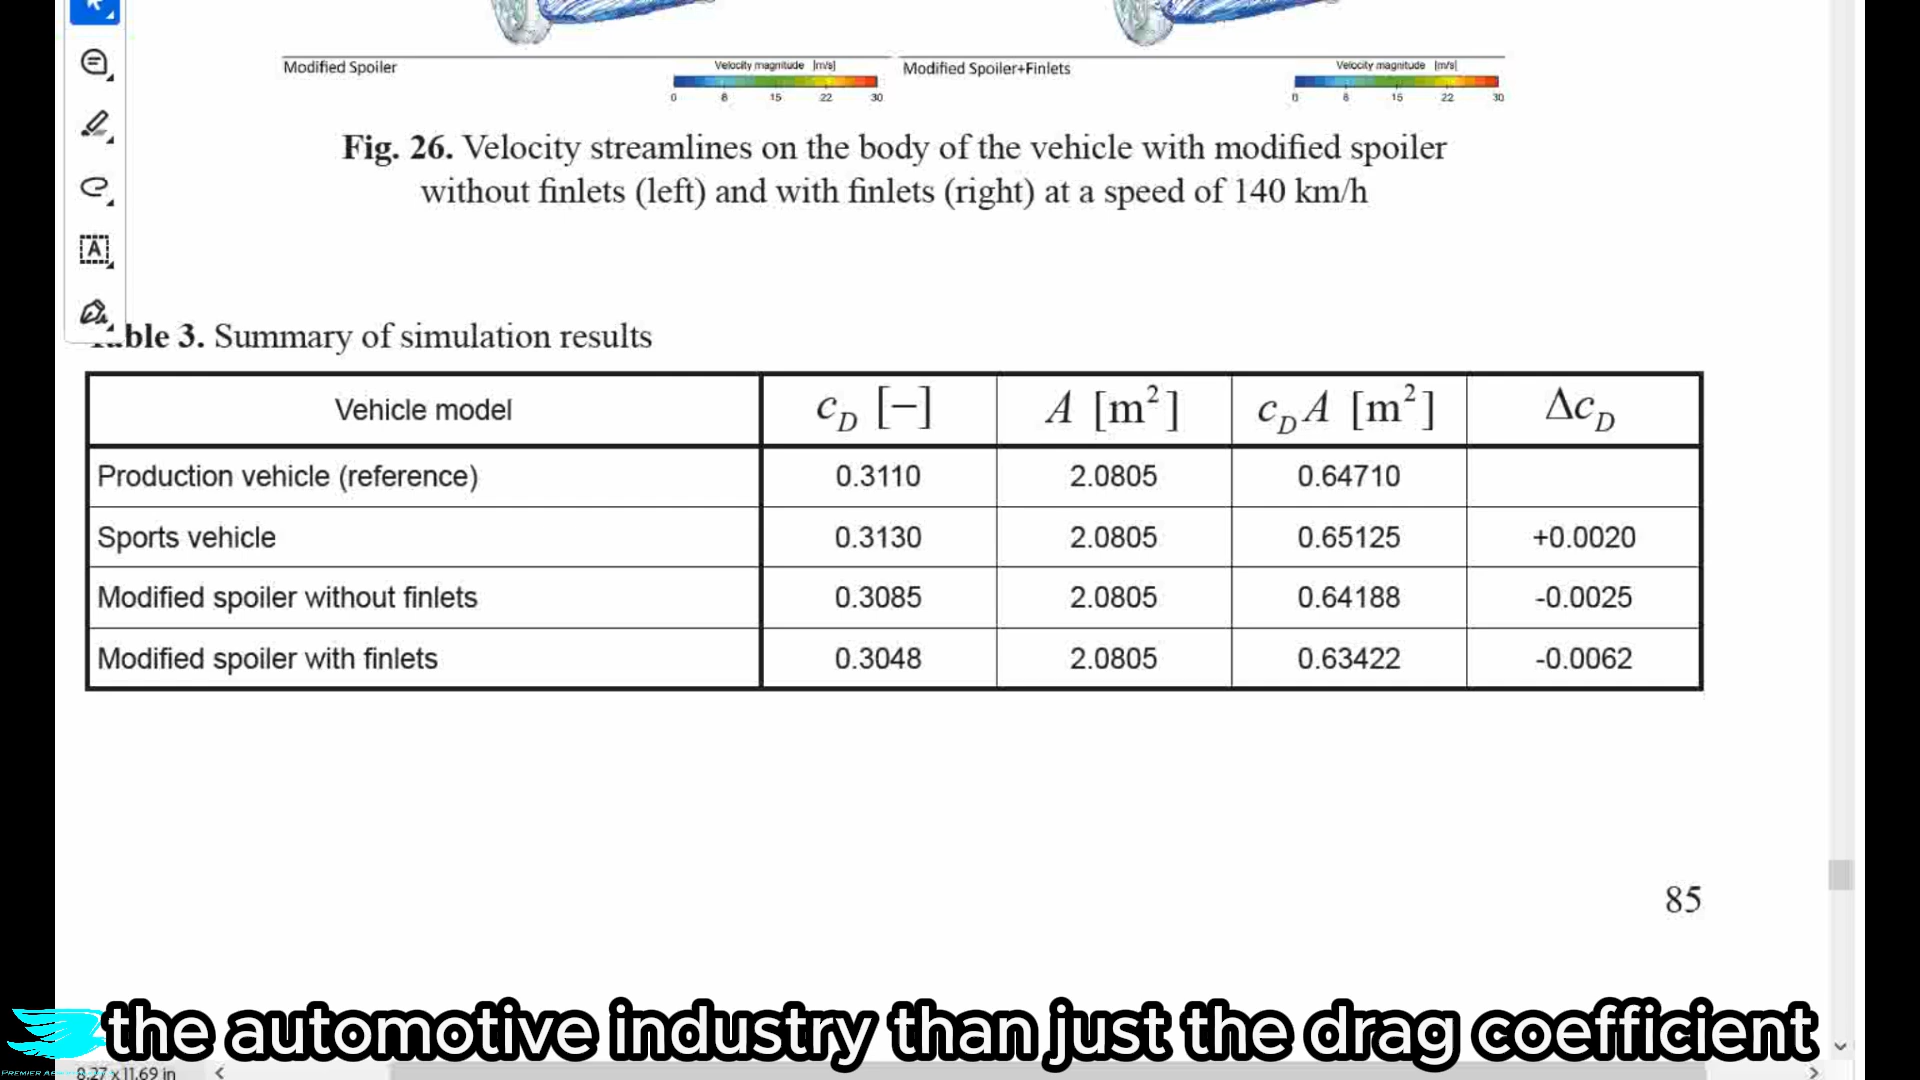 Modified Spoiler
Velocity magnitude [m/s]
0 8 15 22 30
Modified Spoiler+Finlets
Velocity magnitude [m/s]
0 8 15 22 30
Fig. 26. Velocity streamlines on the body of the vehicle with modified spoiler
without finlets (left) and with finlets (right) at a speed of 140 km/h
ble 3. Summary of simulation results
Vehicle model c_D [−] A [m²] c_D A [m²] Δc_D
Production vehicle (reference) 0.3110 2.0805 0.64710
Sports vehicle 0.3130 2.0805 0.65125 +0.0020
Modified spoiler without finlets 0.3085 2.0805 0.64188 -0.0025
Modified spoiler with finlets 0.3048 2.0805 0.63422 -0.0062
85
the automotive industry than just the drag coefficient
PREMIER
8.27 x 11.69 in